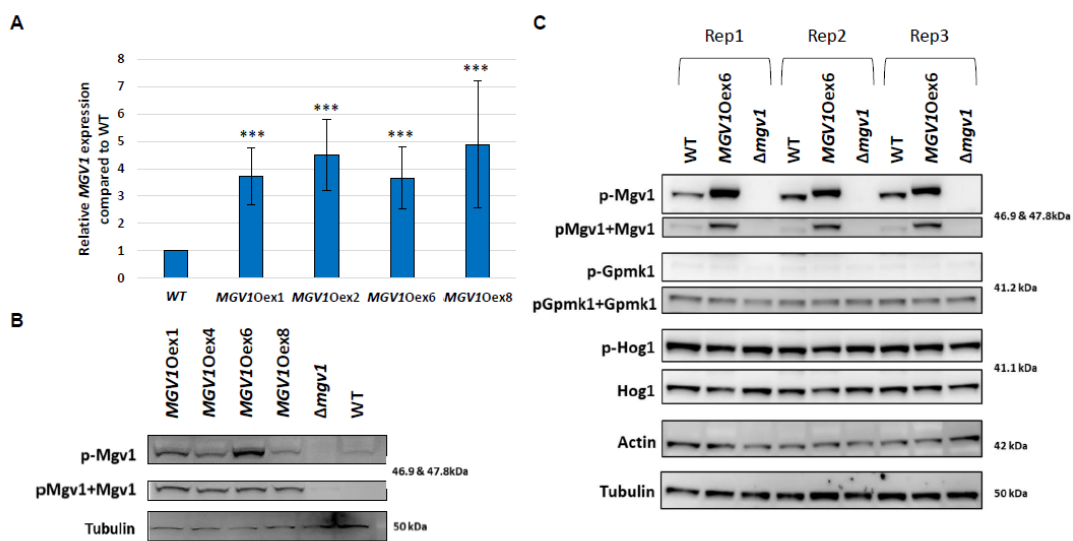 A
Relative MGV1 expression
compared to WT
8
7
6
5
4
3
2
1
0
***
***
***
***
WT
MGV1Oex1
MGV1Oex2
MGV1Oex6
MGV1Oex8
B
MGV1Oex1
MGV1Oex4
MGV1Oex6
MGV1Oex8
Δmgv1
WT
p-Mgv1
46.9 & 47.8kDa
pMgv1+Mgv1
Tubulin
50 kDa
C
Rep1
Rep2
Rep3
WT
MGV1Oex6
Δmgv1
WT
MGV1Oex6
Δmgv1
WT
MGV1Oex6
Δmgv1
p-Mgv1
46.9 & 47.8kDa
pMgv1+Mgv1
p-Gpmk1
41.2 kDa
pGpmk1+Gpmk1
p-Hog1
41.1 kDa
Hog1
Actin
42 kDa
Tubulin
50 kDa